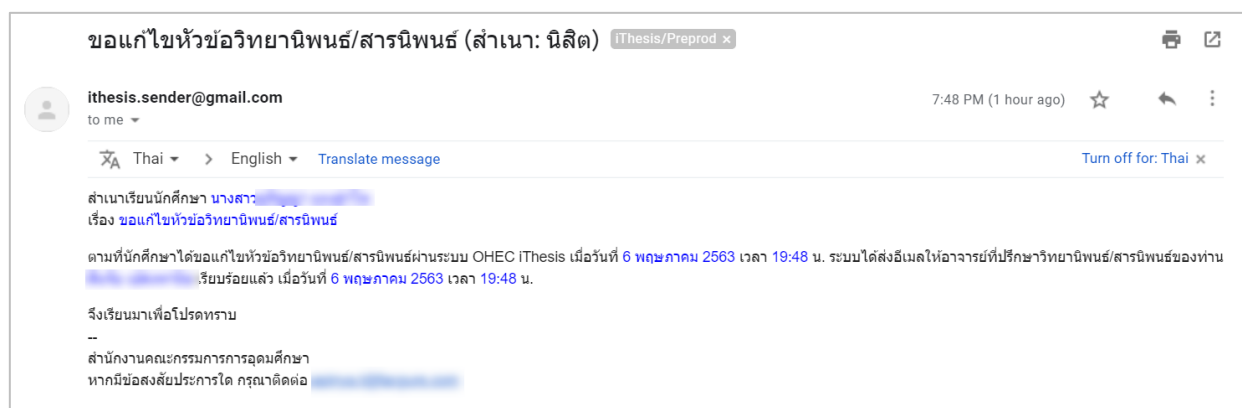 ขอแก้ไขหัวข้อวิทยานิพนธ์/สารนิพนธ์ (สำเนา: นิสิต) iThesis/Preprod ×
ithesis.sender@gmail.com 7:48 PM (1 hour ago)
to me
Thai > English Translate message Turn off for: Thai ×
สำเนาเรียนนักศึกษา นางสาว
เรื่อง ขอแก้ไขหัวข้อวิทยานิพนธ์/สารนิพนธ์
ตามที่นักศึกษาได้ขอแก้ไขหัวข้อวิทยานิพนธ์/สารนิพนธ์ผ่านระบบ OHEC iThesis เมื่อวันที่ 6 พฤษภาคม 2563 เวลา 19:48 น. ระบบได้ส่งอีเมลให้อาจารย์ที่ปรึกษาวิทยานิพนธ์/สารนิพนธ์ของท่าน
เรียบร้อยแล้ว เมื่อวันที่ 6 พฤษภาคม 2563 เวลา 19:48 น.
จึงเรียนมาเพื่อโปรดทราบ
--
สำนักงานคณะกรรมการการอุดมศึกษา
หากมีข้อสงสัยประการใด กรุณาติดต่อ